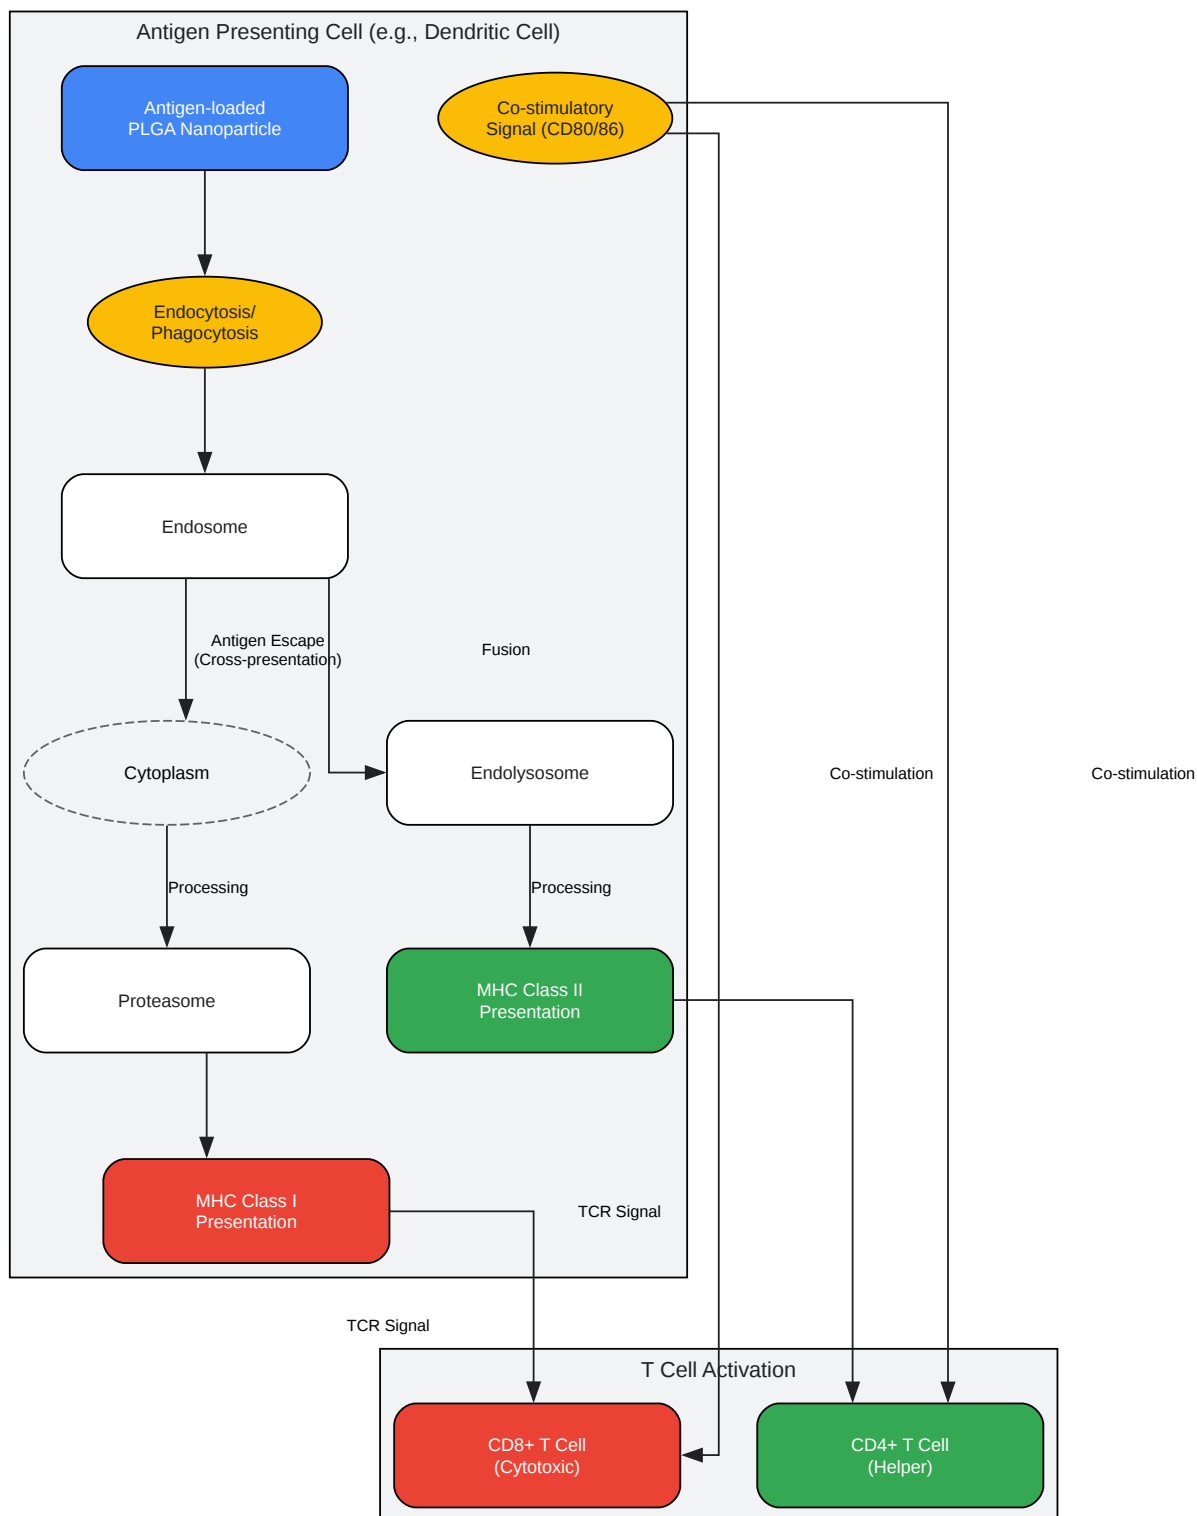 Antigen Presenting Cell (e.g., Dendritic Cell)
Antigen-loaded
PLGA Nanoparticle
Co-stimulatory
Signal (CD80/86)
Endocytosis/
Phagocytosis
Endosome
Antigen Escape
(Cross-presentation)
Fusion
Cytoplasm
Endolysosome
Co-stimulation
Co-stimulation
Processing
Processing
Proteasome
MHC Class II
Presentation
MHC Class I
Presentation
TCR Signal
TCR Signal
T Cell Activation
CD8+ T Cell
(Cytotoxic)
CD4+ T Cell
(Helper)